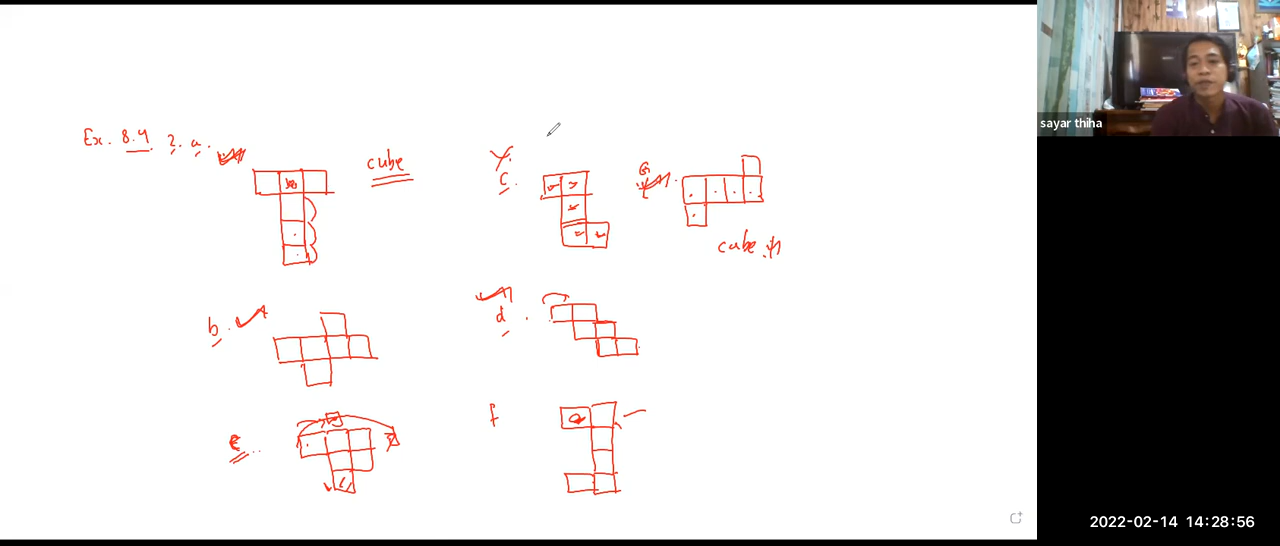 Ex. 8.4 2. a.
cube
c.
cube
b.
d.
e..
f
sayar thiha
2022-02-14 14:28:56